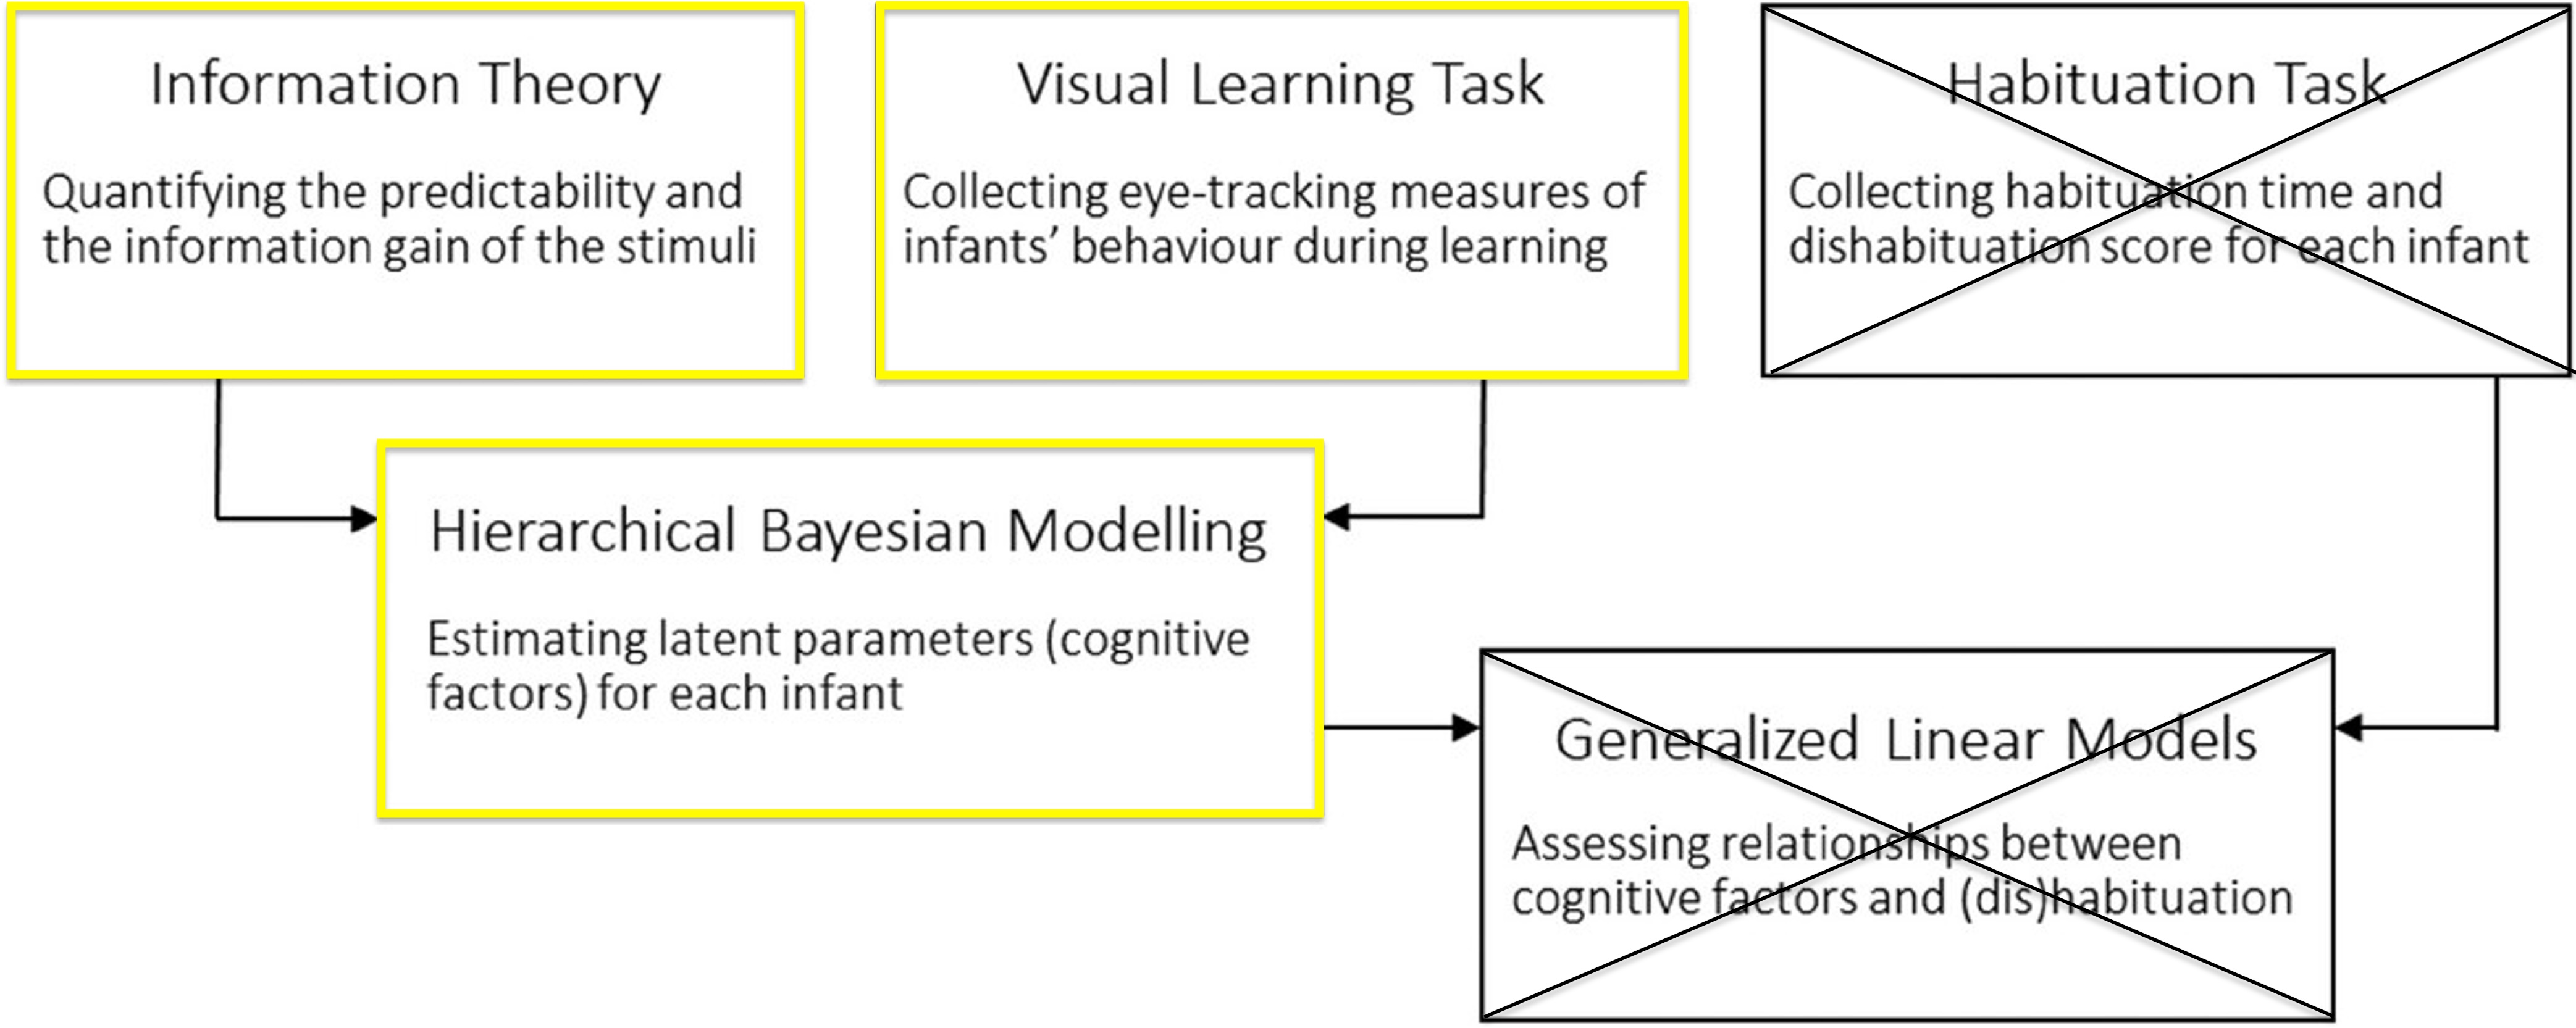 Information Theory
Quantifying the predictability and
the information gain of the stimuli
Visual Learning Task
Collecting eye-tracking measures of
infants’ behaviour during learning
Habituation Task
Collecting habituation time and
dishabituation score for each infant
Hierarchical Bayesian Modelling
Estimating latent parameters (cognitive
factors) for each infant
Generalized Linear Models
Assessing relationships between
cognitive factors and (dis)habituation